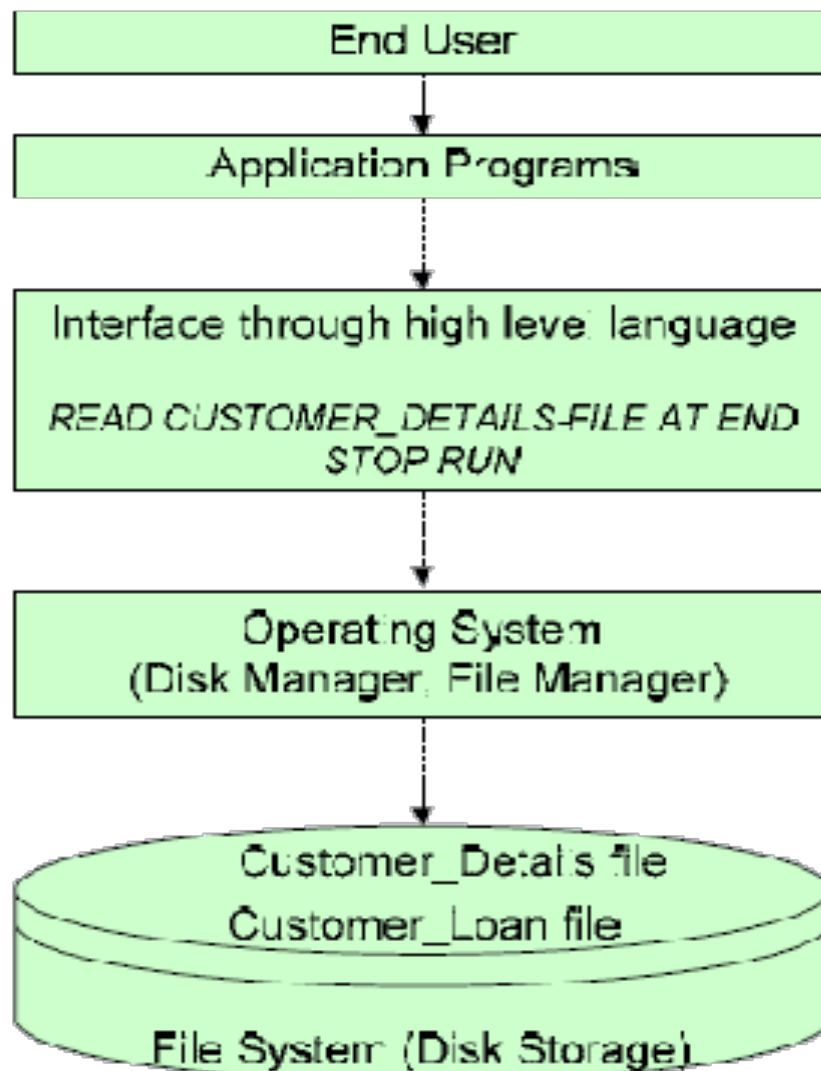 End User
Application Programs
Interface through high level language
READ CUSTOMER_DETAILS-FILE AT END
STOP RUN
Operating System
(Disk Manager, File Manager)
Customer_Details file
Customer_Loan file
File System (Disk Storage)